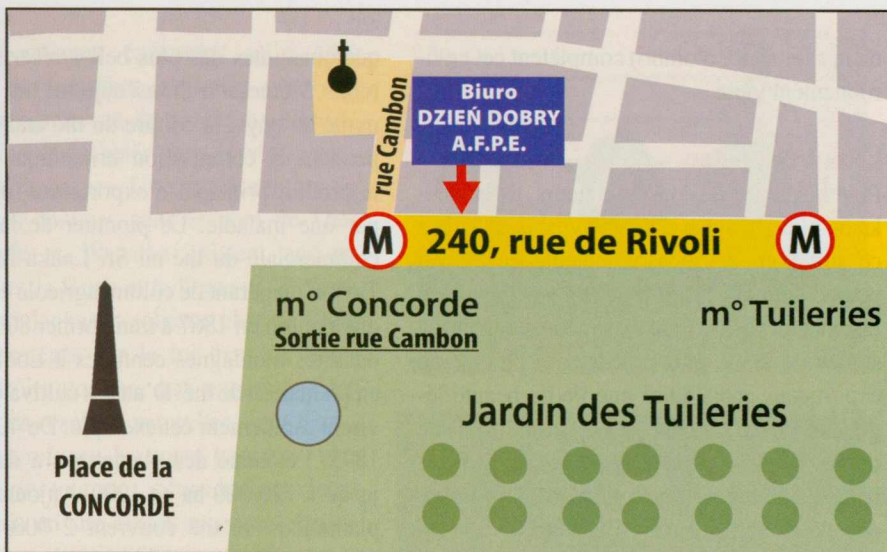 rue Cambon
Biuro
DZIEŃ DOBRY
A.F.P.E.
M 240, rue de Rivoli M
m° Concorde
Sortie rue Cambon
m° Tuileries
Jardin des Tuileries
Place de la
CONCORDE